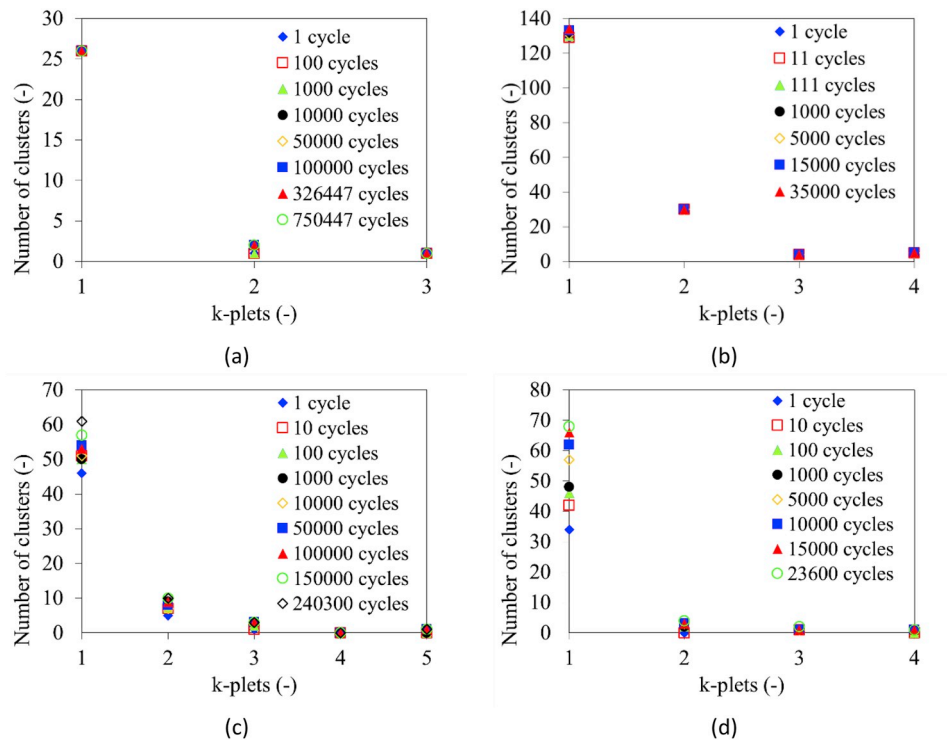 30
25
20
15
10
5
0
Number of clusters (-)
1 cycle
100 cycles
1000 cycles
10000 cycles
50000 cycles
100000 cycles
326447 cycles
750447 cycles
1 2 3
k-plets (-)
(a)
140
120
100
80
60
40
20
0
Number of clusters (-)
1 cycle
11 cycles
111 cycles
1000 cycles
5000 cycles
15000 cycles
35000 cycles
1 2 3 4
k-plets (-)
(b)
70
60
50
40
30
20
10
0
Number of clusters (-)
1 cycle
10 cycles
100 cycles
1000 cycles
10000 cycles
50000 cycles
100000 cycles
150000 cycles
240300 cycles
1 2 3 4 5
k-plets (-)
(c)
80
70
60
50
40
30
20
10
0
Number of clusters (-)
1 cycle
10 cycles
100 cycles
1000 cycles
5000 cycles
10000 cycles
15000 cycles
23600 cycles
1 2 3 4
k-plets (-)
(d)